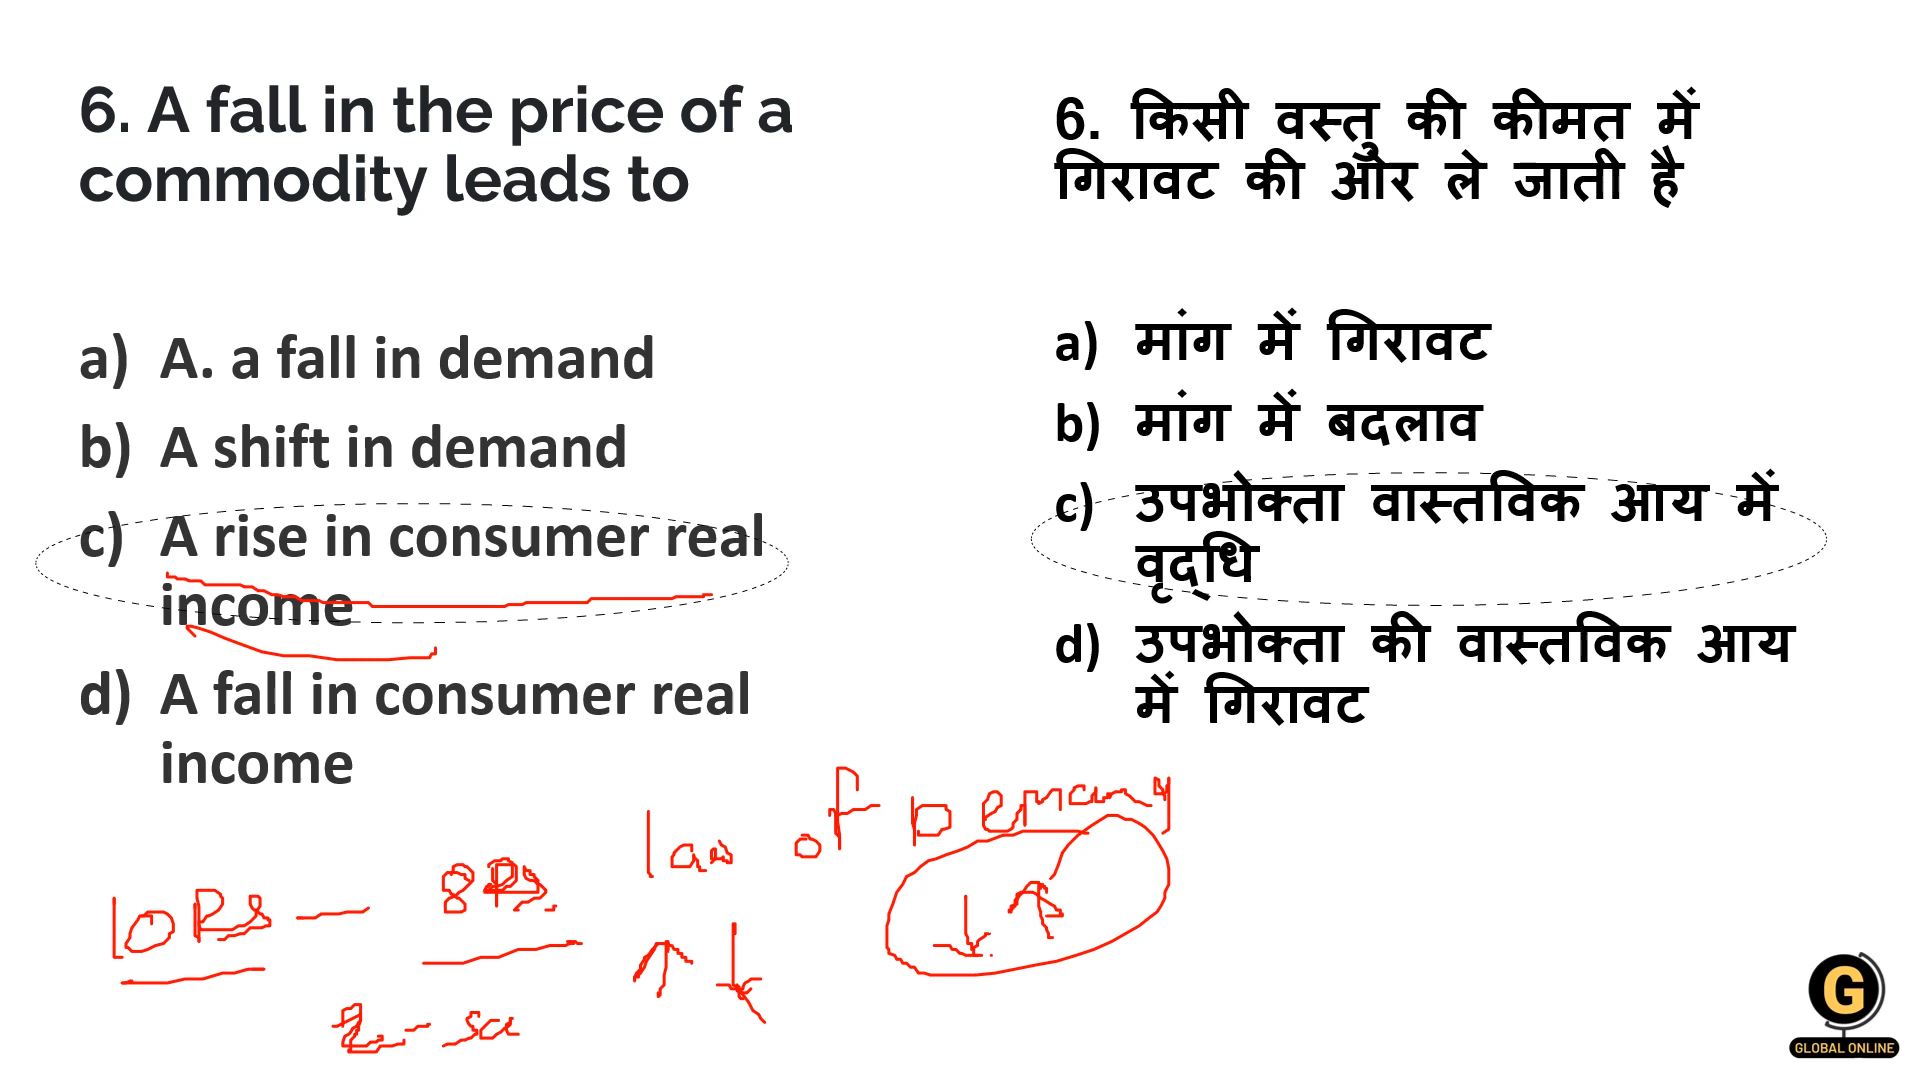 6. A fall in the price of a
commodity leads to
a) A. a fall in demand
b) A shift in demand
c) A rise in consumer real
income
d) A fall in consumer real
income
6. किसी वस्तु की कीमत में
गिरावट की और ले जाती है
a) मांग में गिरावट
b) मांग में बदलाव
c) उपभोक्ता वास्तविक आय में
वृद्धि
d) उपभोक्ता की वास्तविक आय
में गिरावट
law of Demand
10 Rs — 8 Rs
G
GLOBAL ONLINE